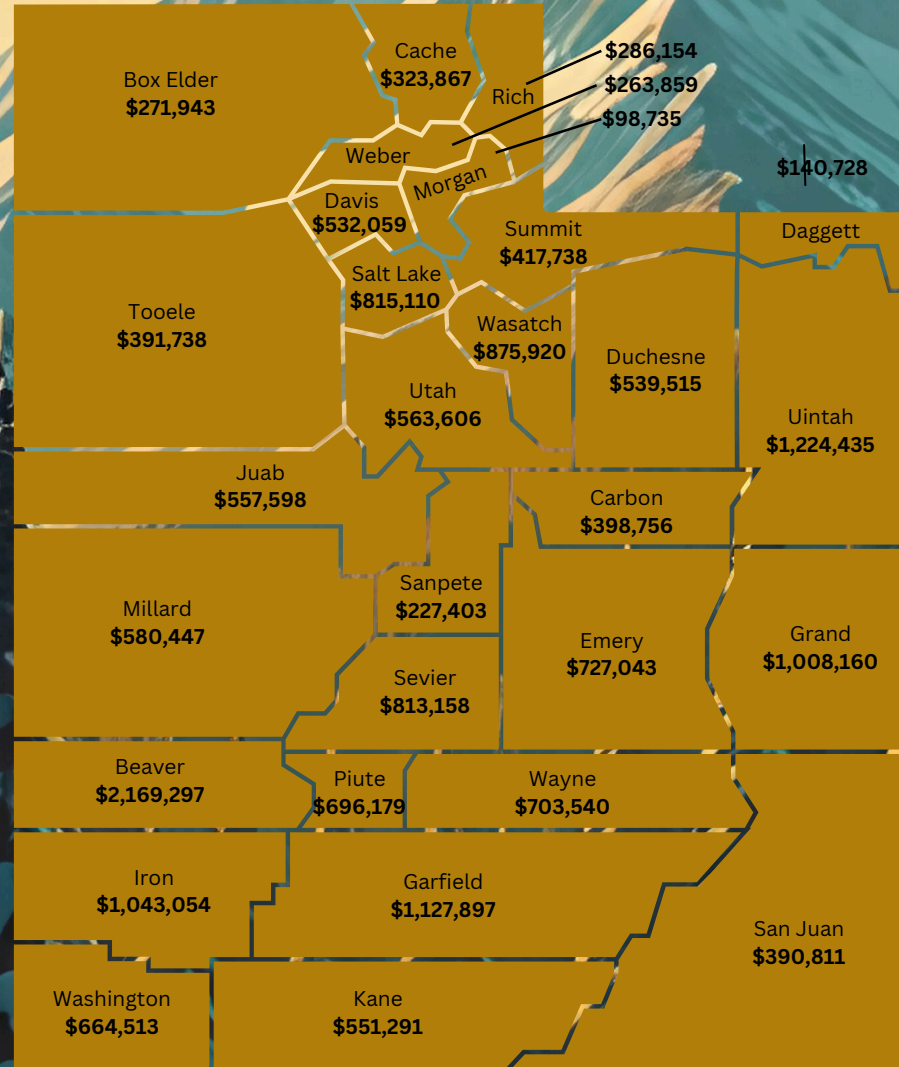 Cache
$323,867
$286,154
Box Elder
$271,943
Rich
$263,859
$98,735
Weber
$140,728
Morgan
Davis
$532,059
Summit
$417,738
Daggett
Salt Lake
$815,110
Tooele
$391,738
Wasatch
$875,920
Duchesne
$539,515
Utah
$563,606
Uintah
$1,224,435
Juab
$557,598
Carbon
$398,756
Sanpete
$227,403
Millard
$580,447
Emery
$727,043
Grand
$1,008,160
Sevier
$813,158
Beaver
$2,169,297
Piute
$696,179
Wayne
$703,540
Iron
$1,043,054
Garfield
$1,127,897
San Juan
$390,811
Washington
$664,513
Kane
$551,291